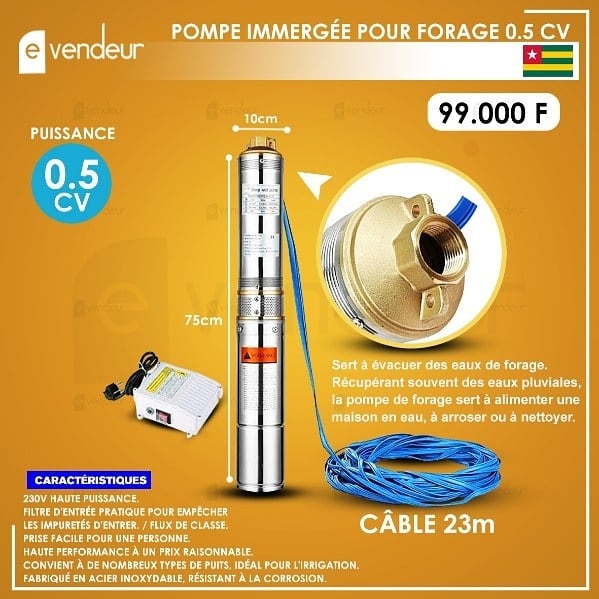 e vendeur
POMPE IMMERGÉE POUR FORAGE 0.5 CV
99.000 F
PUISSANCE
0.5
CV
10cm
75cm
Sert à évacuer des eaux de forage.
Récupérant souvent des eaux pluviales,
la pompe de forage sert à alimenter une
maison en eau, à arroser ou à nettoyer.
CARACTÉRISTIQUES
230V HAUTE PUISSANCE.
FILTRE D'ENTRÉE PRATIQUE POUR EMPÊCHER
LES IMPURETÉS D'ENTRER. / FLUX DE CLASSE.
PRISE FACILE POUR UNE PERSONNE.
HAUTE PERFORMANCE À UN PRIX RAISONNABLE.
CONVIENT À DE NOMBREUX TYPES DE PUITS, IDÉAL POUR L'IRRIGATION.
FABRIQUÉ EN ACIER INOXYDABLE, RÉSISTANT À LA CORROSION.
CÂBLE 23m